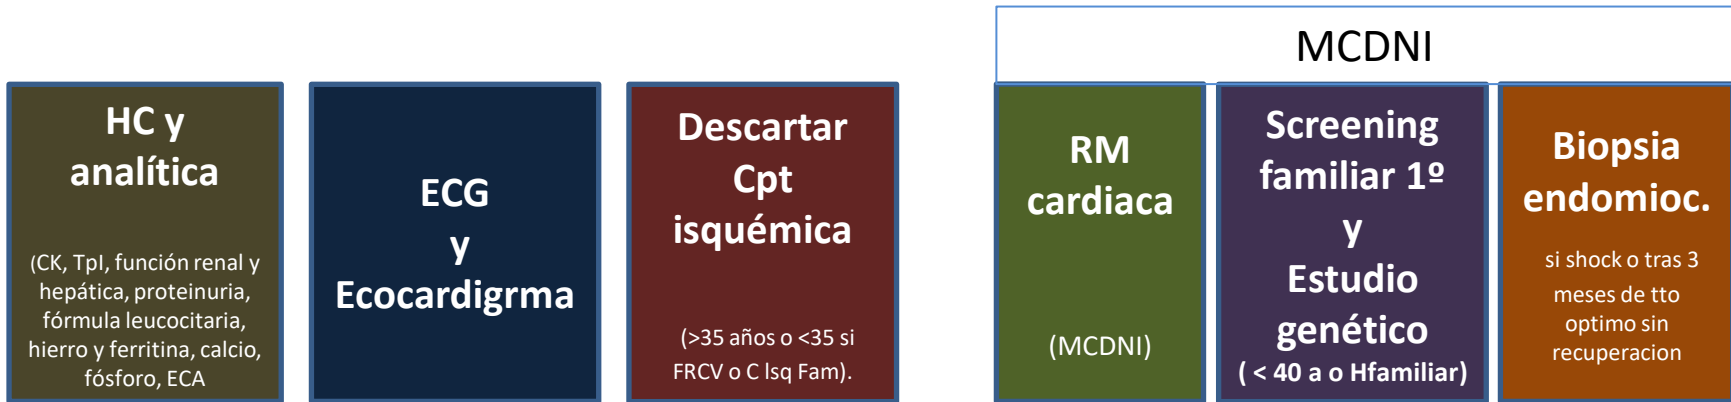 MCDNI
HC y
analítica
(CK, TpI, función renal y
hepática, proteinuria,
fórmula leucocitaria,
hierro y ferritina, calcio,
fósforo, ECA
ECG
y
Ecocardigrma
Descartar
Cpt
isquémica
(>35 años o <35 si
FRCV o C Isq Fam).
RM
cardiaca
(MCDNI)
Screening
familiar 1º
y
Estudio
genético
( < 40 a o Hfamiliar)
Biopsia
endomioc.
si shock o tras 3
meses de tto
optimo sin
recuperacion